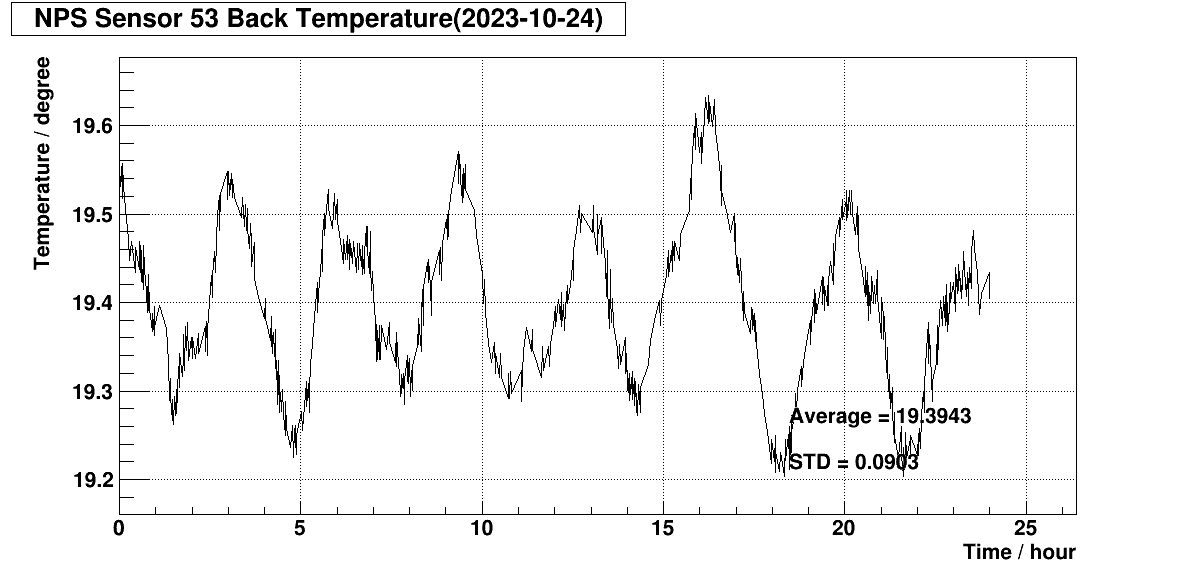 NPS Sensor 53 Back Temperature(2023-10-24)
Temperature / degree
19.6
19.5
19.4
19.3
19.2
Average = 19.3943
STD = 0.0903
0 5 10 15 20 25
Time / hour